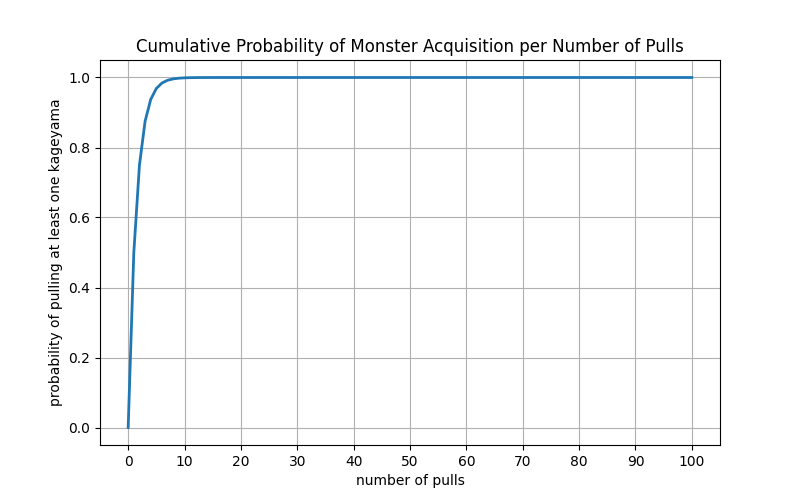 Cumulative Probability of Monster Acquisition per Number of Pulls
probability of pulling at least one kageyama
1.0
0.8
0.6
0.4
0.2
0.0
0 10 20 30 40 50 60 70 80 90 100
number of pulls